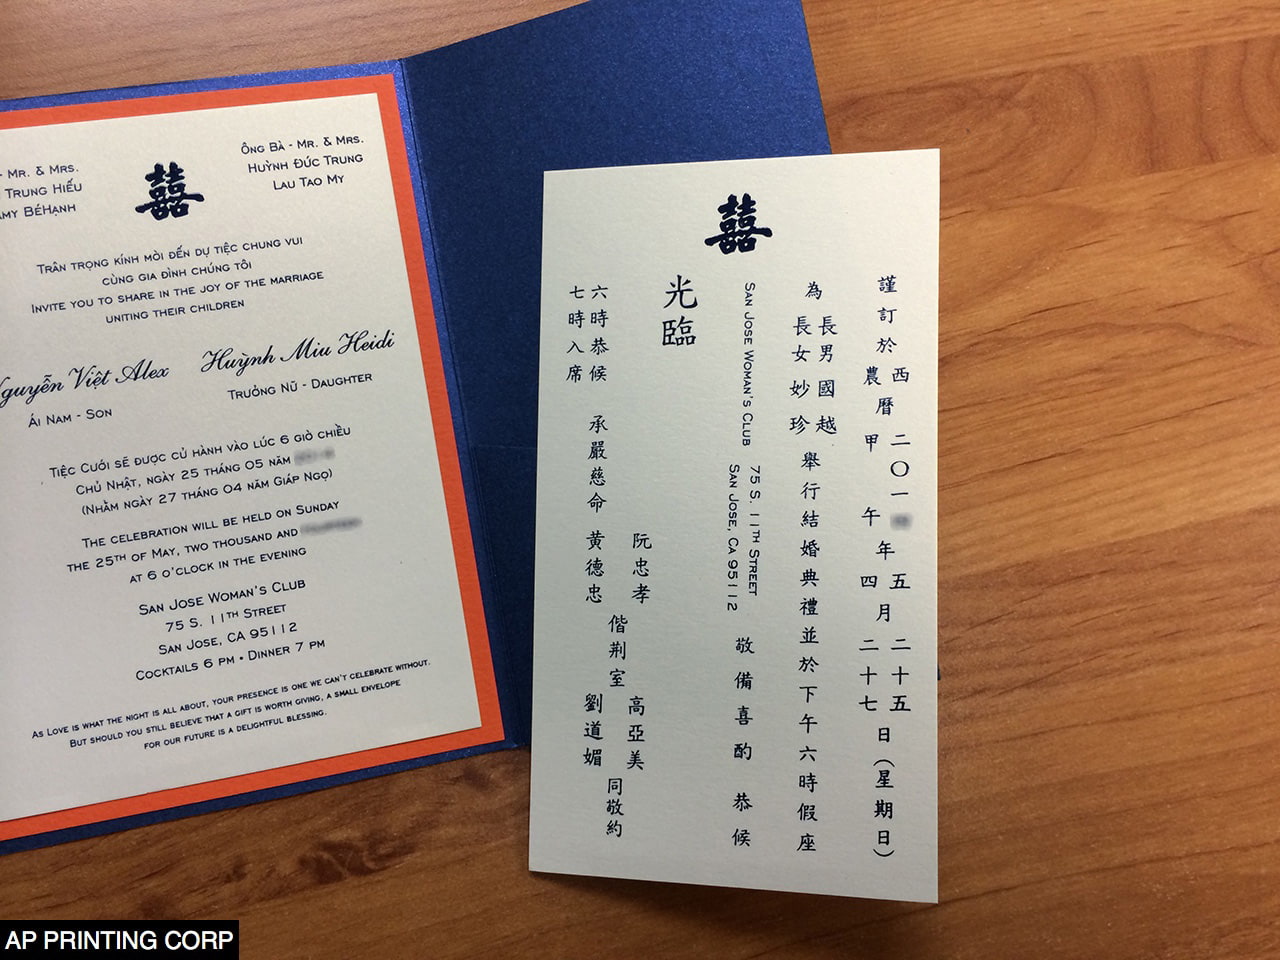 - Mr. & Mrs.
Trung Hiếu
amy BéHạnh
囍
Ông Bà - Mr. & Mrs.
Huỳnh Đức Trung
Lau Tao My
Trân trọng kính mời đến dự tiệc chung vui
cùng gia đình chúng tôi
Invite you to share in the joy of the marriage
uniting their children
Nguyễn Việt Alex
Ái Nam - Son
Huỳnh Miu Heidi
Trưởng Nữ - Daughter
Tiệc Cưới sẽ được cử hành vào lúc 6 giờ chiều
Chủ Nhật, ngày 25 tháng 05 năm
(Nhằm ngày 27 tháng 04 năm Giáp Ngọ)
The celebration will be held on Sunday
the 25th of May, two thousand and
at 6 o'clock in the evening
San Jose Woman's Club
75 S. 11th Street
San Jose, CA 95112
Cocktails 6 pm • Dinner 7 pm
As Love is what the night is all about, your presence is one we can't celebrate without.
But should you still believe that a gift is worth giving, a small envelope
for our future is a delightful blessing.
囍
謹訂於
西曆二〇一 年五月二十五日(星期日)
農曆甲午年四月二十七日
為
長男國越
長女妙珍
舉行結婚典禮並於下午六時假座
San Jose Woman's Club
75 S. 11th Street
San Jose, CA 95112
敬備喜酌 恭候
光臨
六時恭候
七時入席
承嚴慈命
阮忠孝
黄德忠
偕荆室
高亞美
劉道媚
同敬約
AP PRINTING CORP